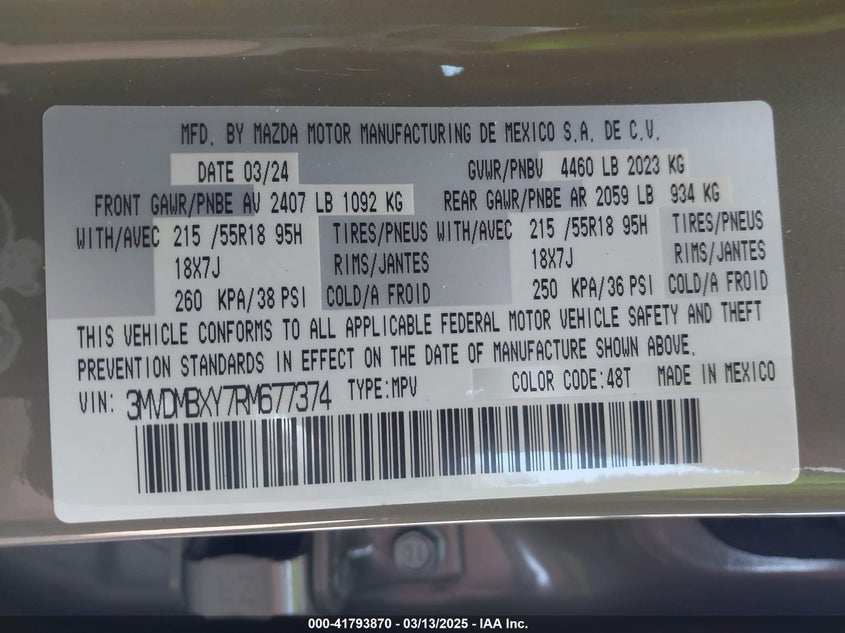 MFD. BY MAZDA MOTOR MANUFACTURING DE MEXICO S.A. DE C.V.
DATE 03/24 GVWR/PNBV 4460 LB 2023 KG
FRONT GAWR/PNBE AV 2407 LB 1092 KG REAR GAWR/PNBE AR 2059 LB 934 KG
WITH/AVEC 215 /55R18 95H TIRES/PNEUS WITH/AVEC 215 /55R18 95H TIRES/PNEUS
18X7J RIMS/JANTES 18X7J RIMS/JANTES
260 KPA/38 PSI COLD/A FROID 250 KPA/36 PSI COLD/A FROID
THIS VEHICLE CONFORMS TO ALL APPLICABLE FEDERAL MOTOR VEHICLE SAFETY AND THEFT
PREVENTION STANDARDS IN EFFECT ON THE DATE OF MANUFACTURE SHOWN ABOVE.
VIN: 3MVDMBXY7RM677374 TYPE:MPV COLOR CODE:48T MADE IN MEXICO
000-41793870 - 03/13/2025 - IAA Inc.